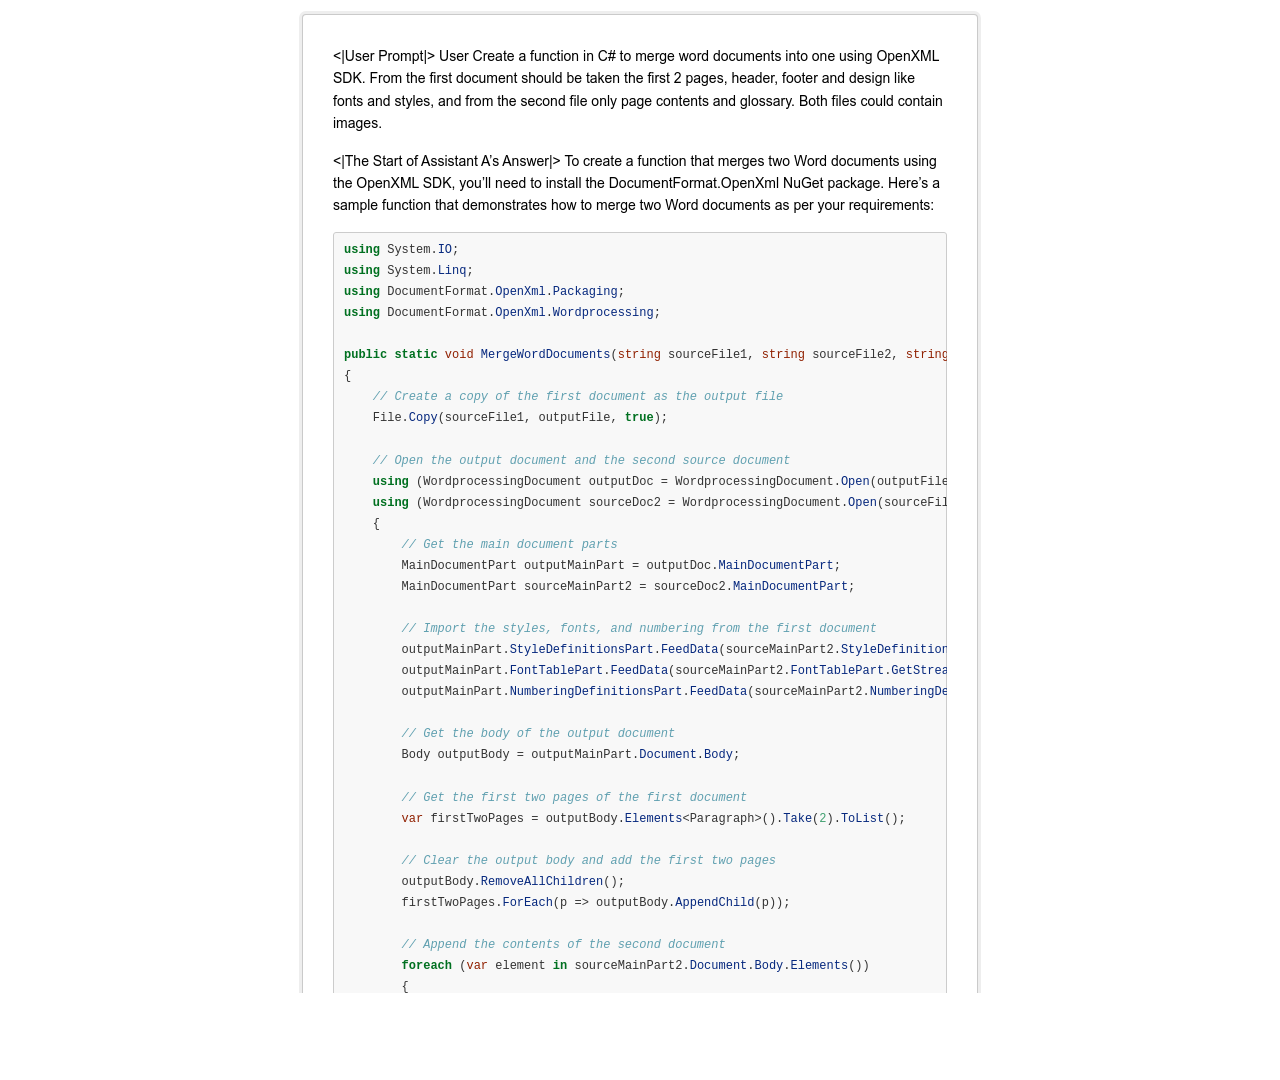 <|User Prompt|> User Create a function in C# to merge word documents into one using OpenXML
SDK. From the first document should be taken the first 2 pages, header, footer and design like
fonts and styles, and from the second file only page contents and glossary. Both files could contain
images.
<|The Start of Assistant A’s Answer|> To create a function that merges two Word documents using
the OpenXML SDK, you’ll need to install the DocumentFormat.OpenXml NuGet package. Here’s a
sample function that demonstrates how to merge two Word documents as per your requirements:
using System.IO;
using System.Linq;
using DocumentFormat.OpenXml.Packaging;
using DocumentFormat.OpenXml.Wordprocessing;
public static void MergeWordDocuments(string sourceFile1, string sourceFile2, string
{
    // Create a copy of the first document as the output file
    File.Copy(sourceFile1, outputFile, true);
    // Open the output document and the second source document
    using (WordprocessingDocument outputDoc = WordprocessingDocument.Open(outputFile
    using (WordprocessingDocument sourceDoc2 = WordprocessingDocument.Open(sourceFil
    {
        // Get the main document parts
        MainDocumentPart outputMainPart = outputDoc.MainDocumentPart;
        MainDocumentPart sourceMainPart2 = sourceDoc2.MainDocumentPart;
        // Import the styles, fonts, and numbering from the first document
        outputMainPart.StyleDefinitionsPart.FeedData(sourceMainPart2.StyleDefinition
        outputMainPart.FontTablePart.FeedData(sourceMainPart2.FontTablePart.GetStrea
        outputMainPart.NumberingDefinitionsPart.FeedData(sourceMainPart2.NumberingDe
        // Get the body of the output document
        Body outputBody = outputMainPart.Document.Body;
        // Get the first two pages of the first document
        var firstTwoPages = outputBody.Elements<Paragraph>().Take(2).ToList();
        // Clear the output body and add the first two pages
        outputBody.RemoveAllChildren();
        firstTwoPages.ForEach(p => outputBody.AppendChild(p));
        // Append the contents of the second document
        foreach (var element in sourceMainPart2.Document.Body.Elements())
        {